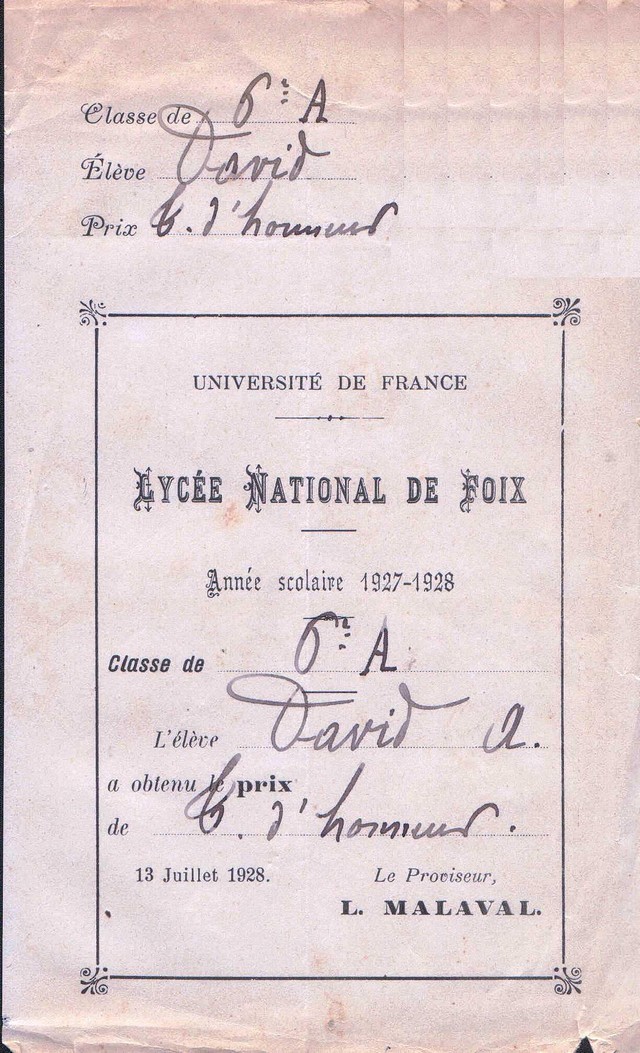 Classe de 6e A
Élève David
Prix T. d'honneur
UNIVERSITÉ DE FRANCE
LYCÉE NATIONAL DE FOIX
Année scolaire 1927-1928
Classe de 6e A
L'élève David A.
a obtenu le prix
de T. d'honneur.
13 Juillet 1928. Le Proviseur,
L. MALAVAL.